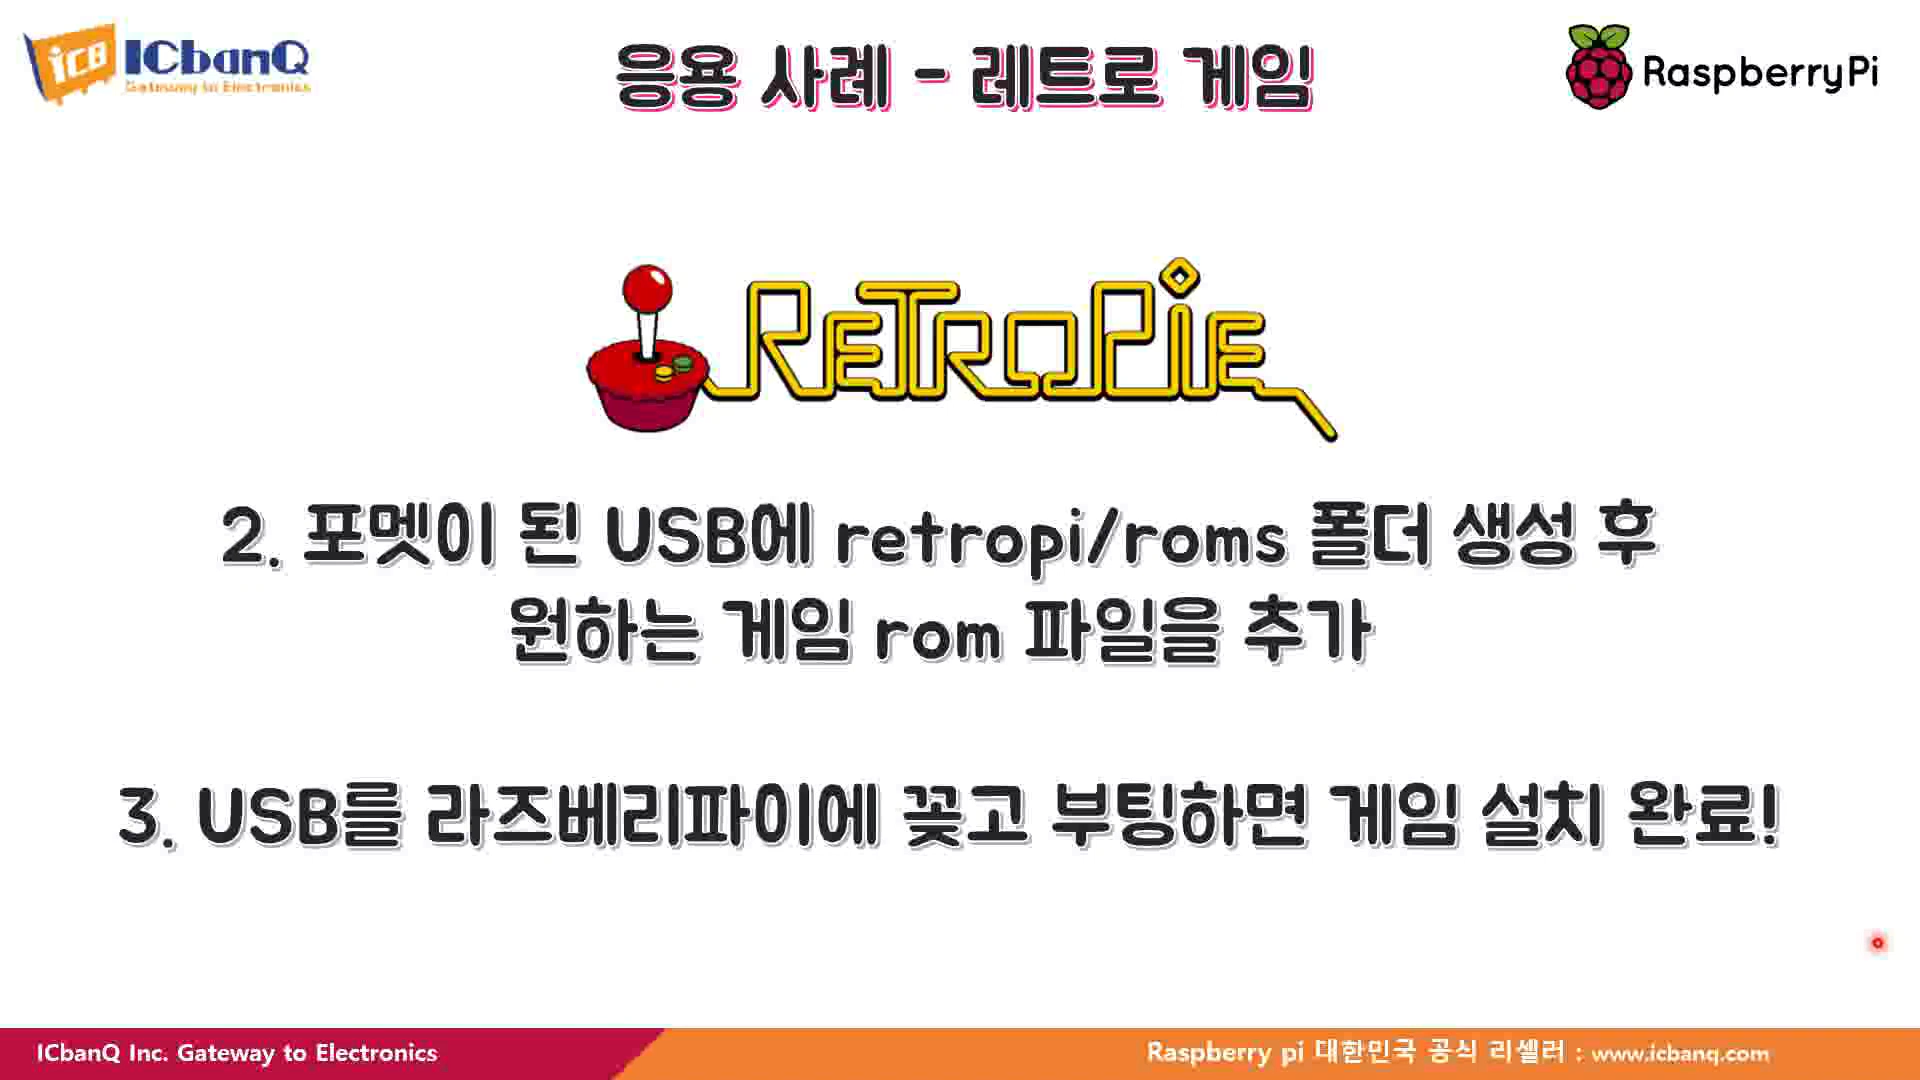 iCB ICbanQ
Gateway to Electronics
응용 사례 - 레트로 게임
RaspberryPi
RETROPIE
2. 포멧이 된 USB에 retropi/roms 폴더 생성 후
원하는 게임 rom 파일을 추가
3. USB를 라즈베리파이에 꽂고 부팅하면 게임 설치 완료!
ICbanQ Inc. Gateway to Electronics
Raspberry pi 대한민국 공식 리셀러 : www.icbanq.com